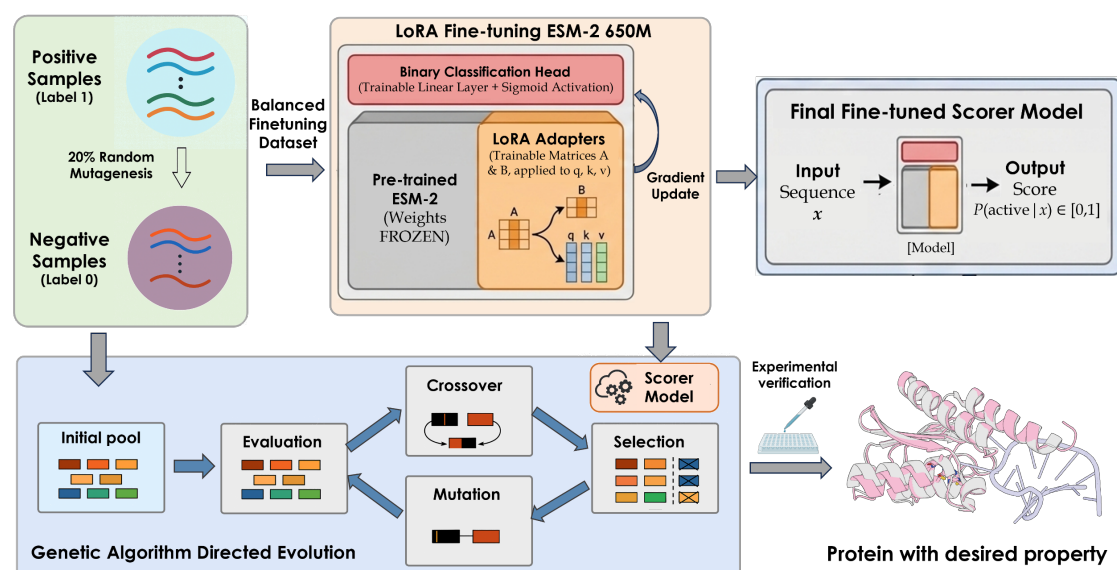 Positive
Samples
(Label 1)
20% Random
Mutagenesis
Negative
Samples
(Label 0)
Balanced
Finetuning
Dataset
LoRA Fine-tuning ESM-2 650M
Binary Classification Head
(Trainable Linear Layer + Sigmoid Activation)
Pre-trained
ESM-2
(Weights
FROZEN)
LoRA Adapters
(Trainable Matrices A
& B, applied to q, k, v)
B
A
A
q k v
Gradient
Update
Final Fine-tuned Scorer Model
Input
Sequence
x
[Model]
Output
Score
P(active | x) ∈ [0,1]
Initial pool
Evaluation
Crossover
Mutation
Scorer
Model
Selection
Genetic Algorithm Directed Evolution
Experimental
verification
Protein with desired property